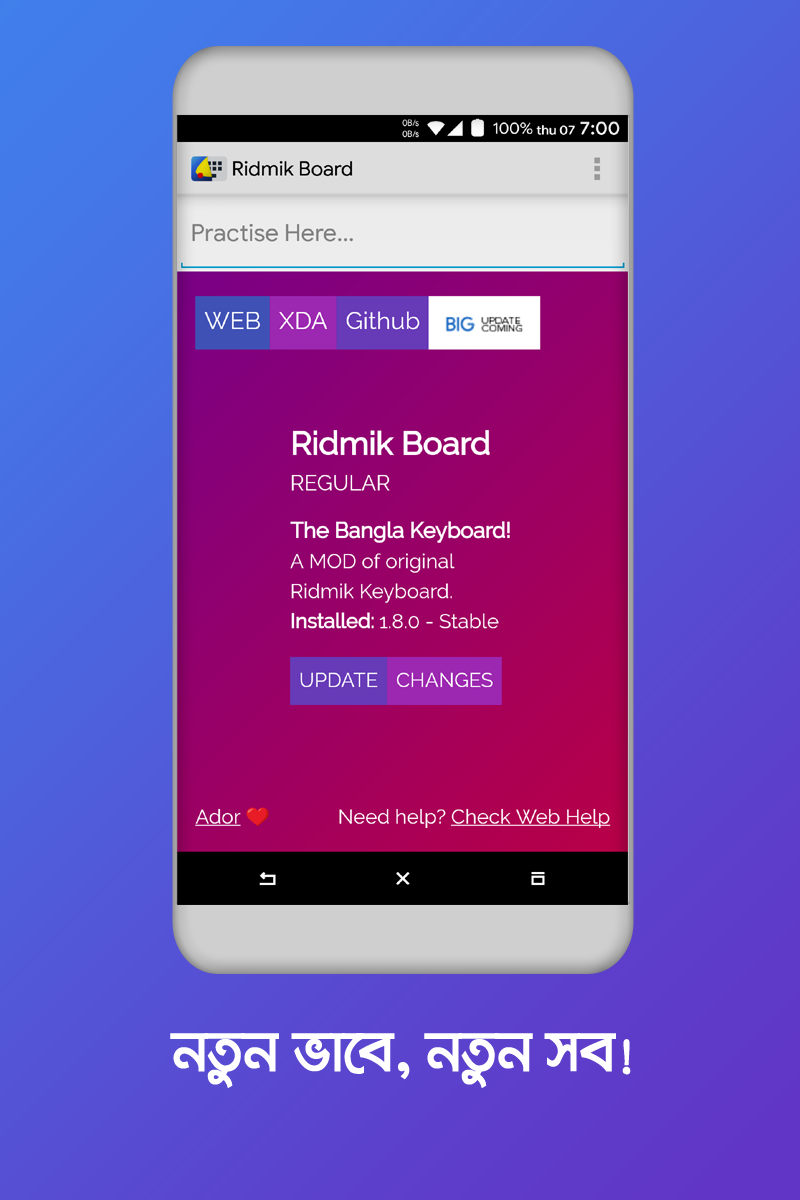 0B/s
0B/s
100% thu 07 7:00
Ridmik Board
Practise Here...
WEB XDA Github BIG UPDATE COMING
Ridmik Board
REGULAR
The Bangla Keyboard!
A MOD of original
Ridmik Keyboard.
Installed: 1.8.0 - Stable
UPDATE CHANGES
Ador ❤️ Need help? Check Web Help
নতুন ভাবে, নতুন সব!